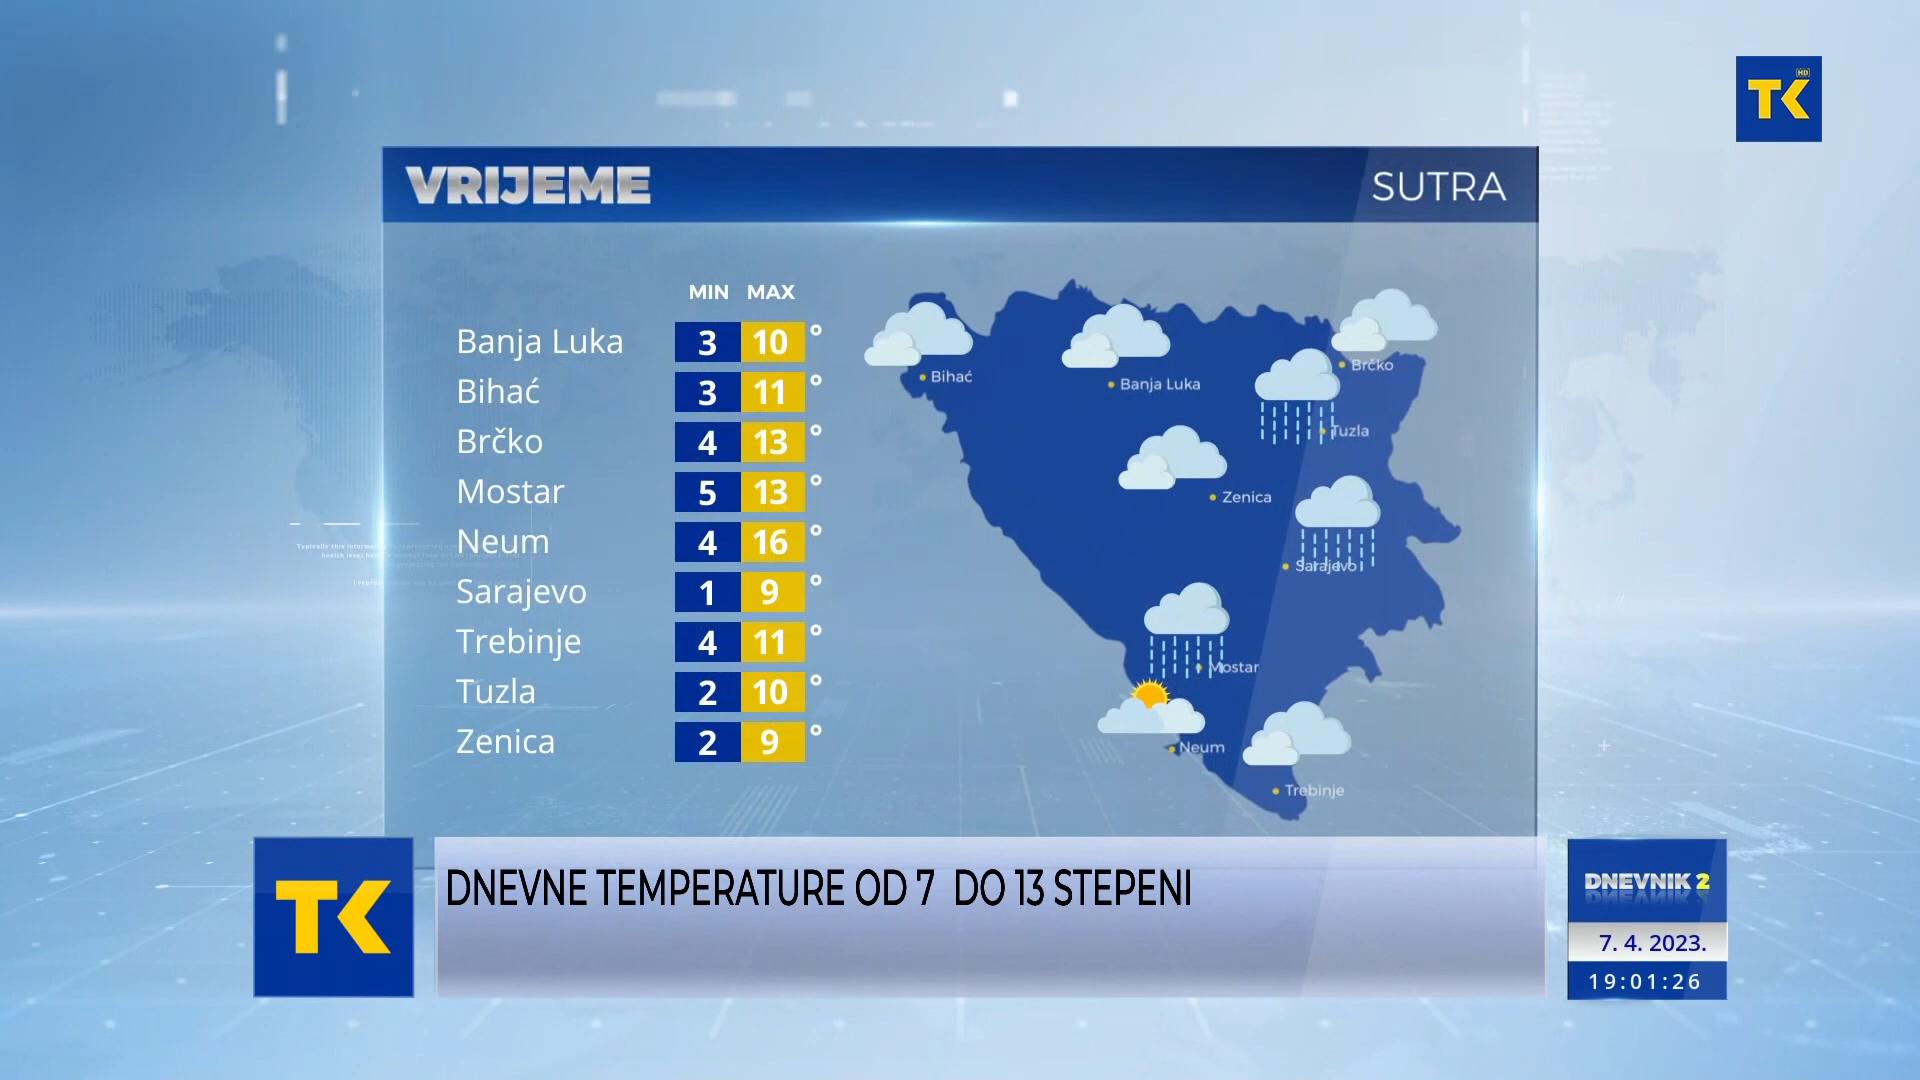 TK HD
VRIJEME
SUTRA
MIN MAX
Banja Luka 3 10 °
Bihać 3 11 °
Brčko 4 13 °
Mostar 5 13 °
Neum 4 16 °
Sarajevo 1 9 °
Trebinje 4 11 °
Tuzla 2 10 °
Zenica 2 9 °
Bihać
Banja Luka
Brčko
Tuzla
Zenica
Sarajevo
Mostar
Neum
Trebinje
TK
DNEVNE TEMPERATURE OD 7 DO 13 STEPENI
DNEVNIK 2
7. 4. 2023.
19:01:26